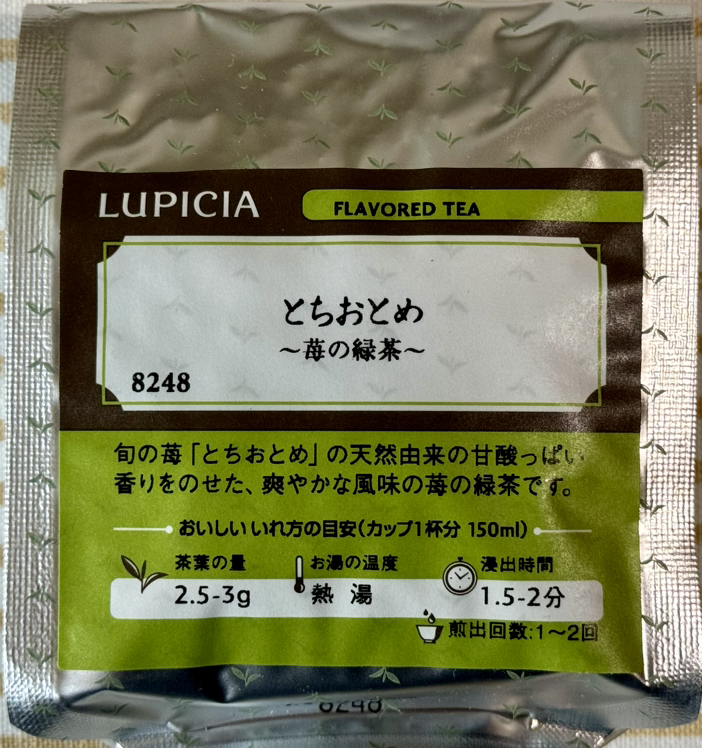 LUPICIA
FLAVORED TEA
とちおとめ
～苺の緑茶～
8248
旬の苺「とちおとめ」の天然由来の甘酸っぱい
香りをのせた、爽やかな風味の苺の緑茶です。
おいしいいれ方の目安(カップ1杯分 150ml)
茶葉の量 お湯の温度 浸出時間
2.5-3g 熱湯 1.5-2分
煎出回数:1～2回
8248